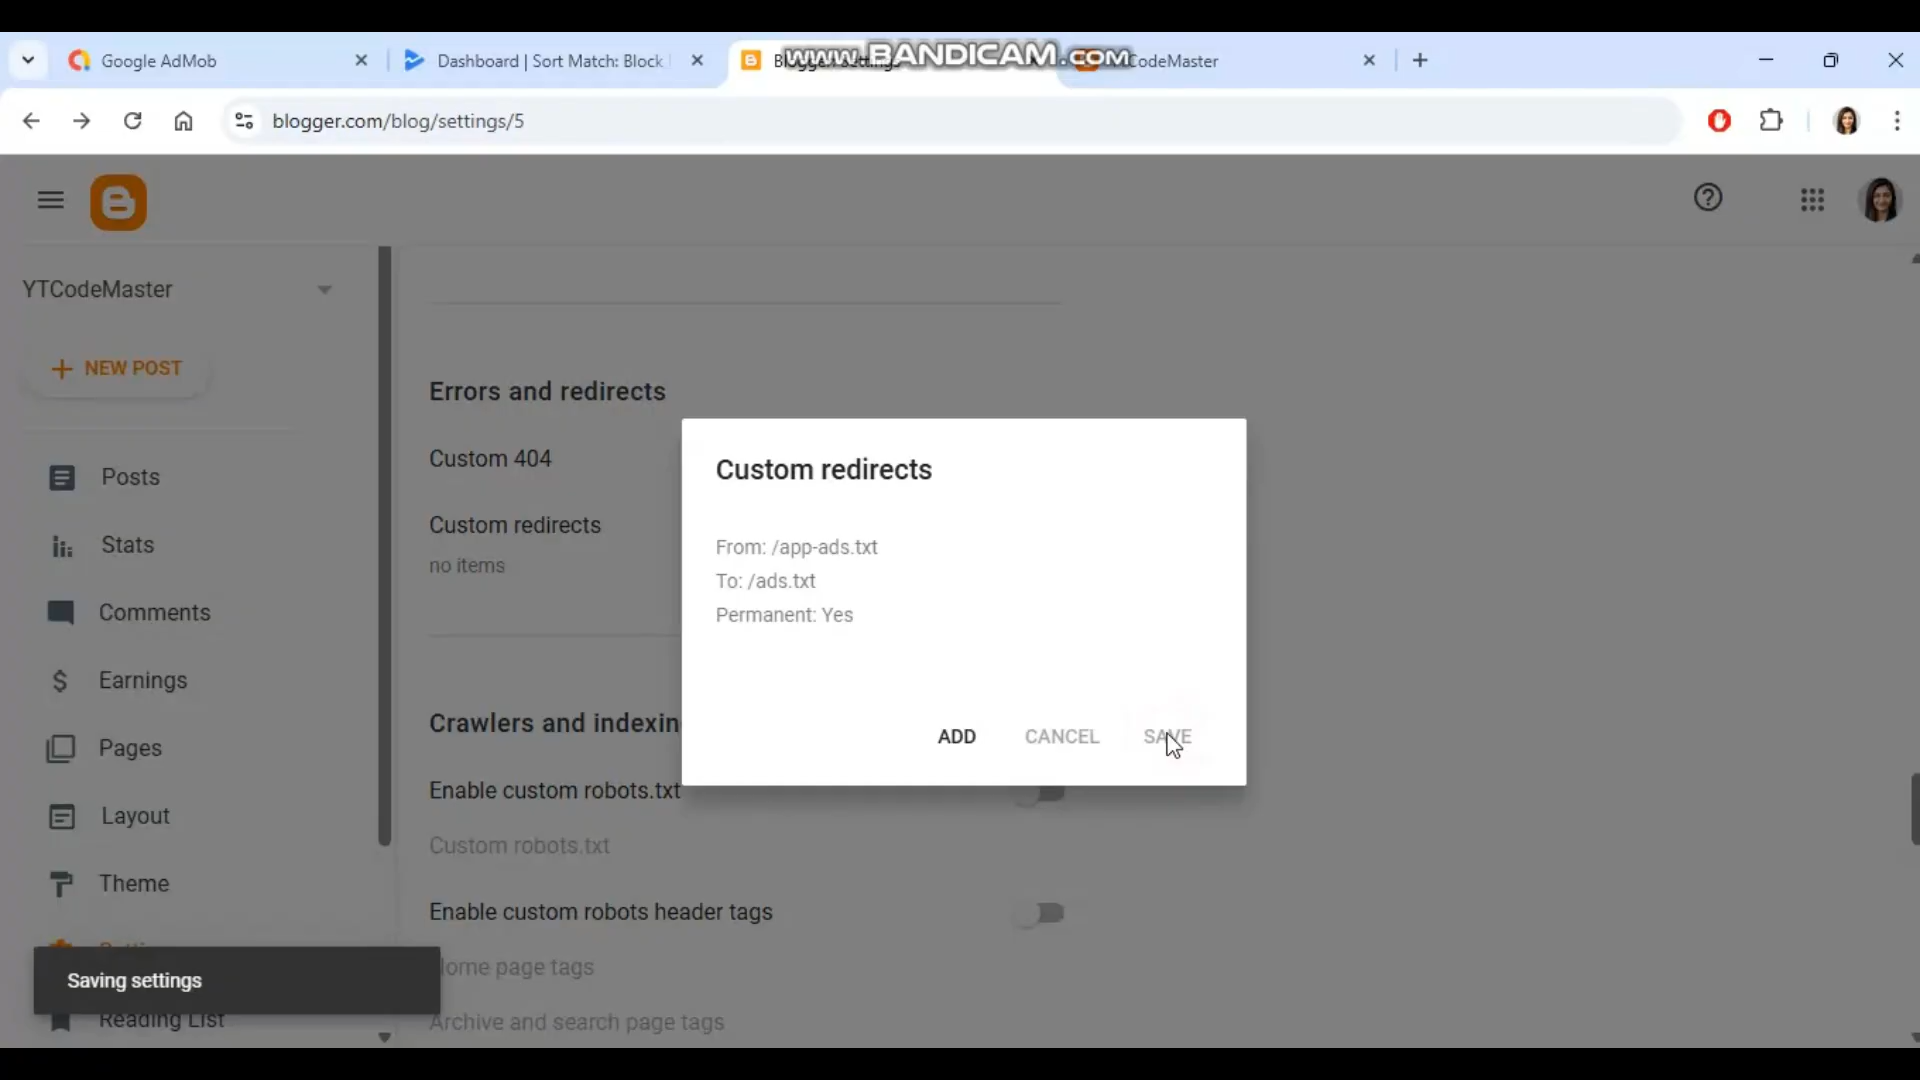 Google AdMob
Dashboard | Sort Match: Block
www.BANDICAM.com
CodeMaster
blogger.com/blog/settings/5
YTCodeMaster
NEW POST
Posts
Stats
Comments
Earnings
Pages
Layout
Theme
Reading List
Saving settings
Errors and redirects
Custom 404
Custom redirects
no items
Crawlers and indexin
Enable custom robots.txt
Custom robots.txt
Enable custom robots header tags
ome page tags
Archive and search page tags
Custom redirects
From: /app-ads.txt
To: /ads.txt
Permanent: Yes
ADD
CANCEL
SAVE